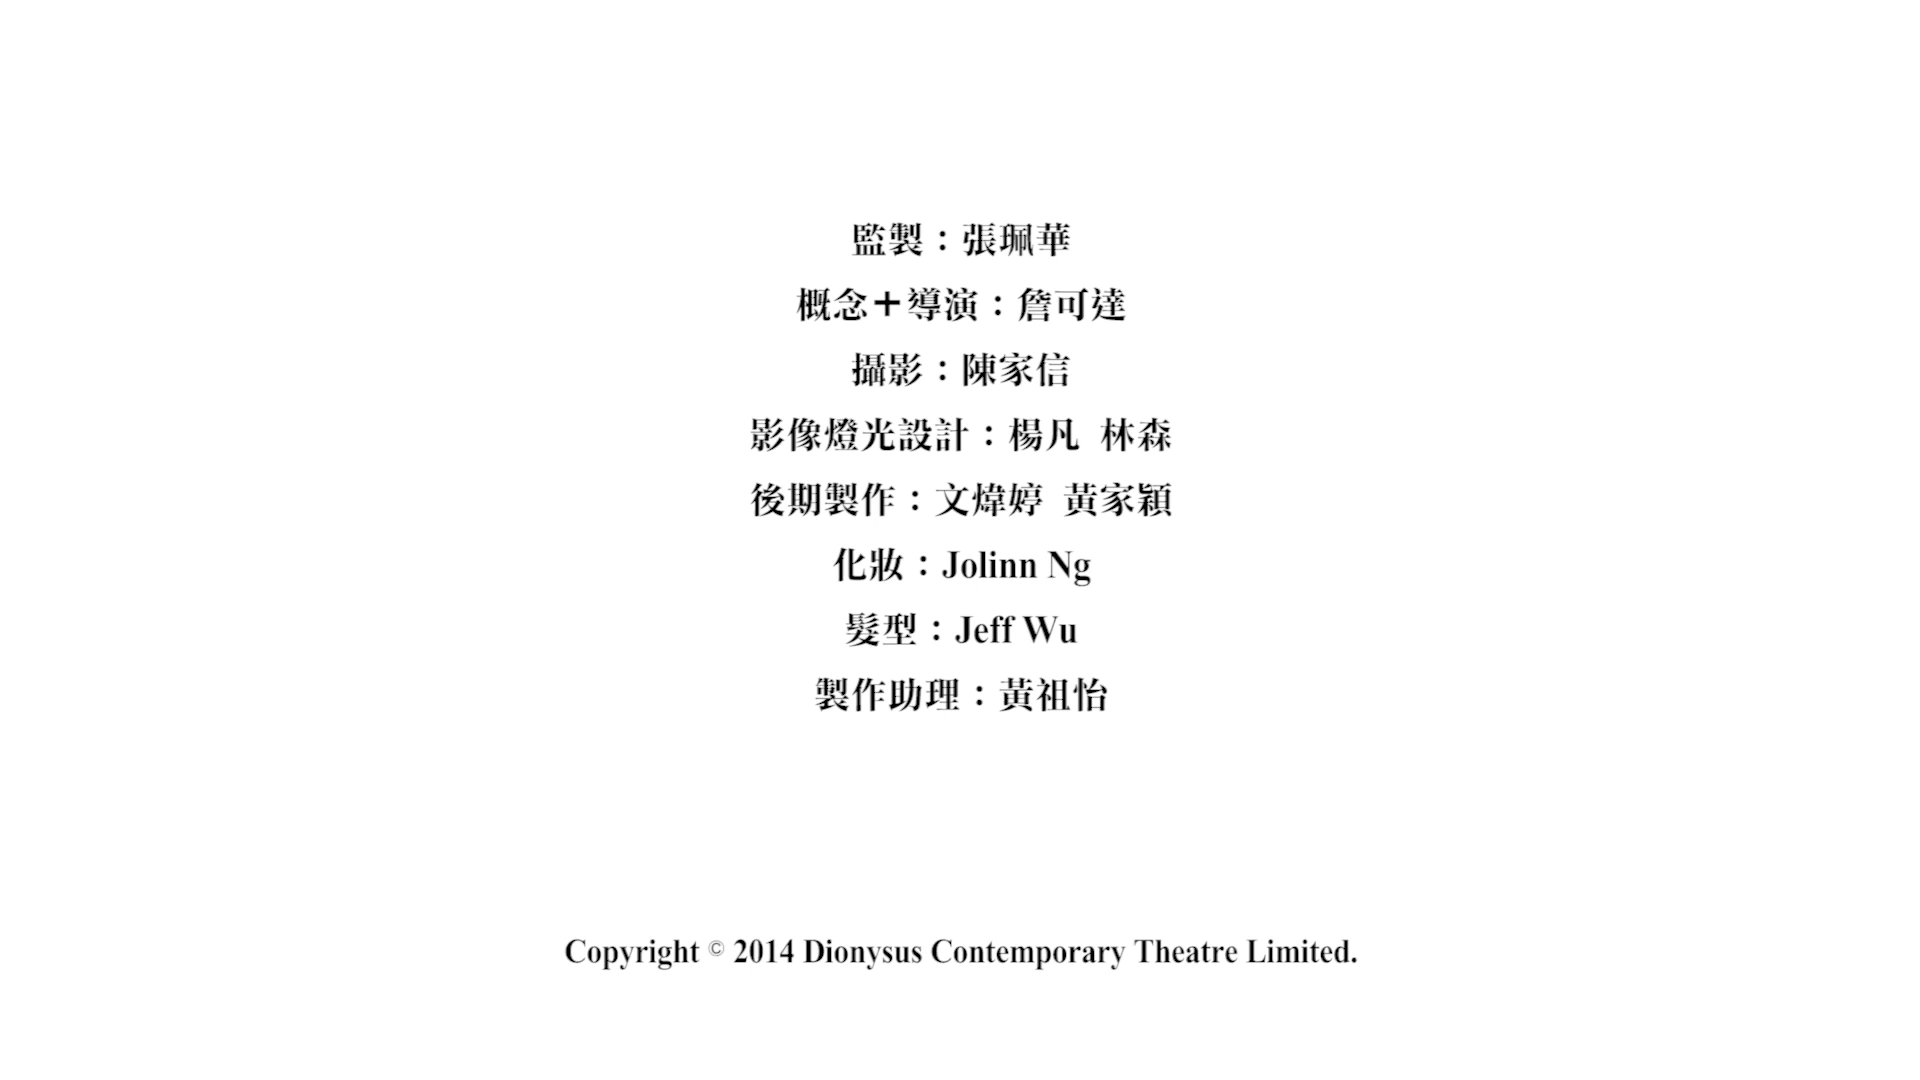 監製：張珮華
概念＋導演：詹可達
攝影：陳家信
影像燈光設計：楊凡 林森
後期製作：文煒婷 黃家穎
化妝：Jolinn Ng
髮型：Jeff Wu
製作助理：黃祖怡
Copyright © 2014 Dionysus Contemporary Theatre Limited.